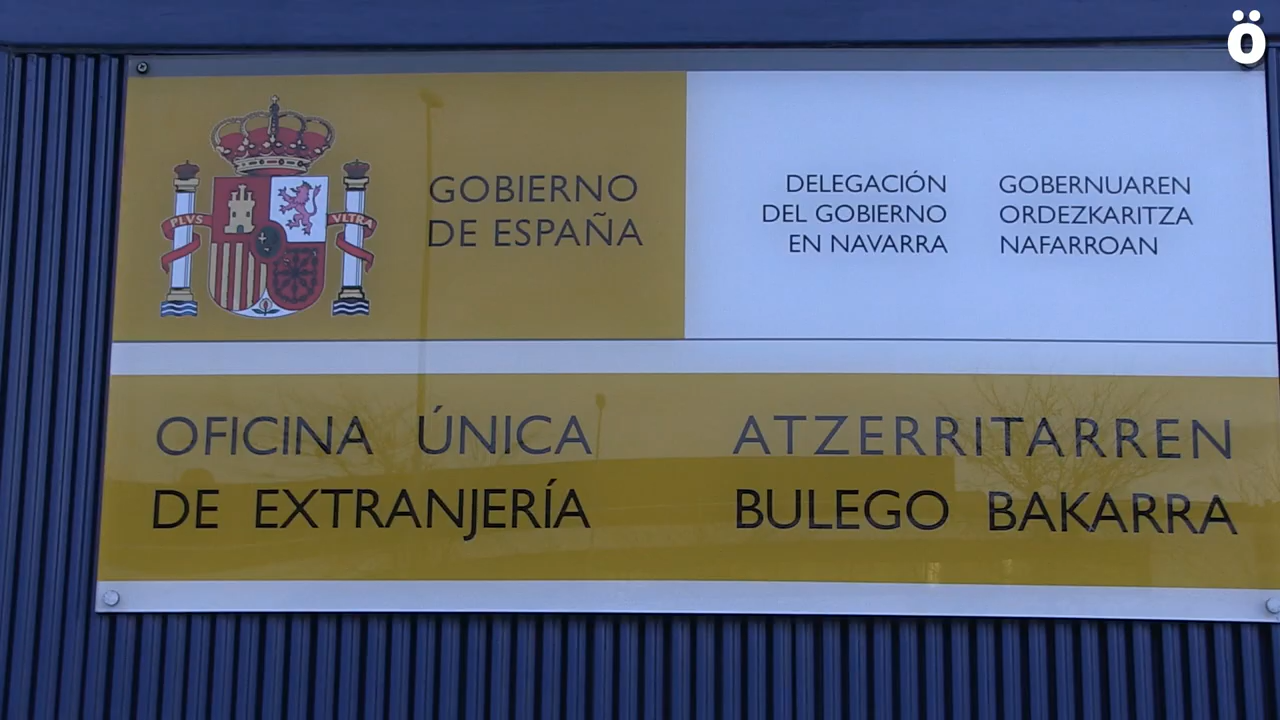 ö
PLVS VLTRA
GOBIERNO
DE ESPAÑA
DELEGACIÓN
DEL GOBIERNO
EN NAVARRA
GOBERNUAREN
ORDEZKARITZA
NAFARROAN
OFICINA ÚNICA
DE EXTRANJERÍA
ATZERRITARREN
BULEGO BAKARRA